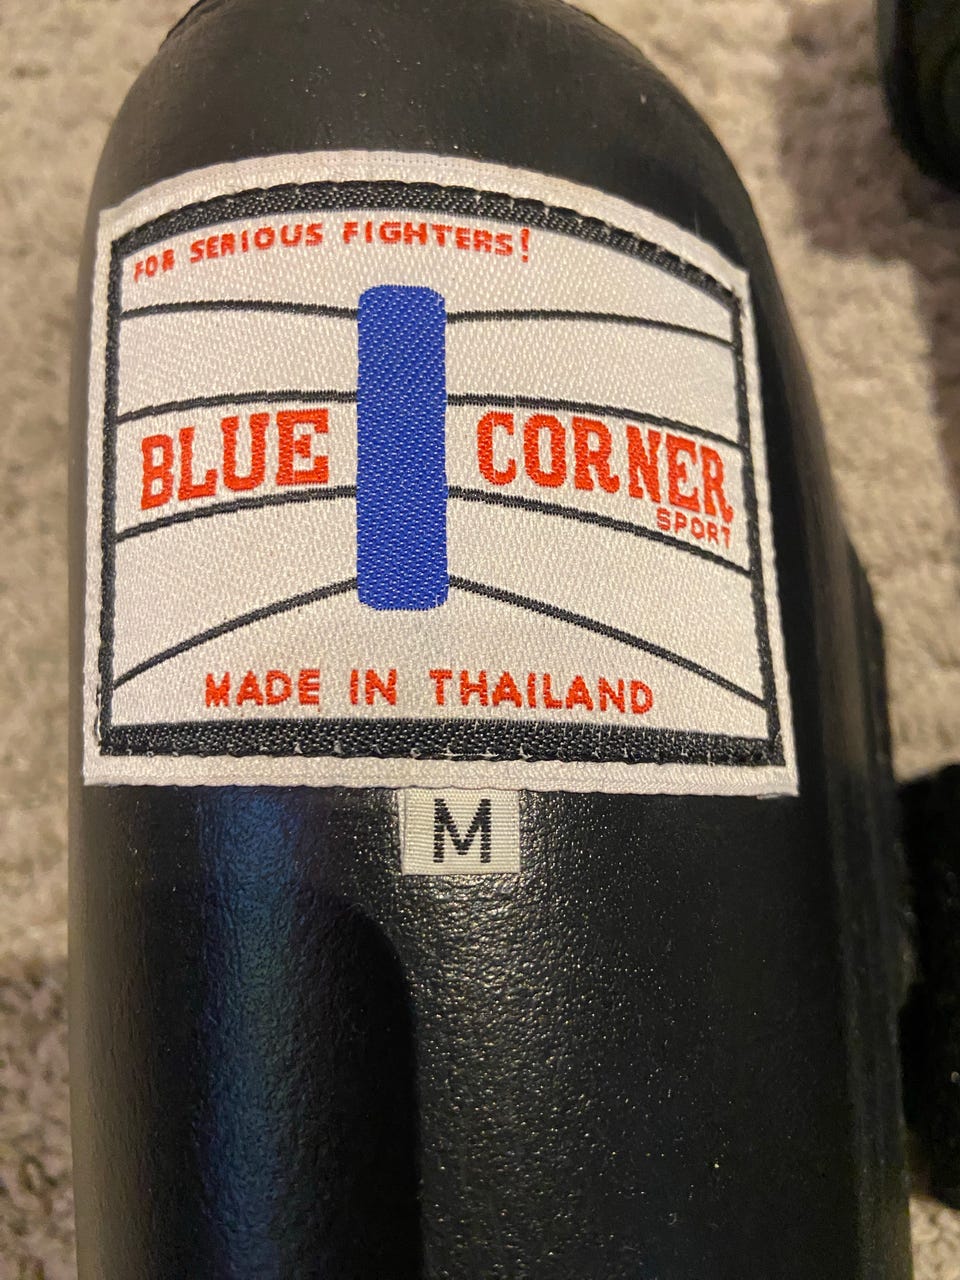 FOR SERIOUS FIGHTERS!
BLUE CORNER
SPORT
MADE IN THAILAND
M